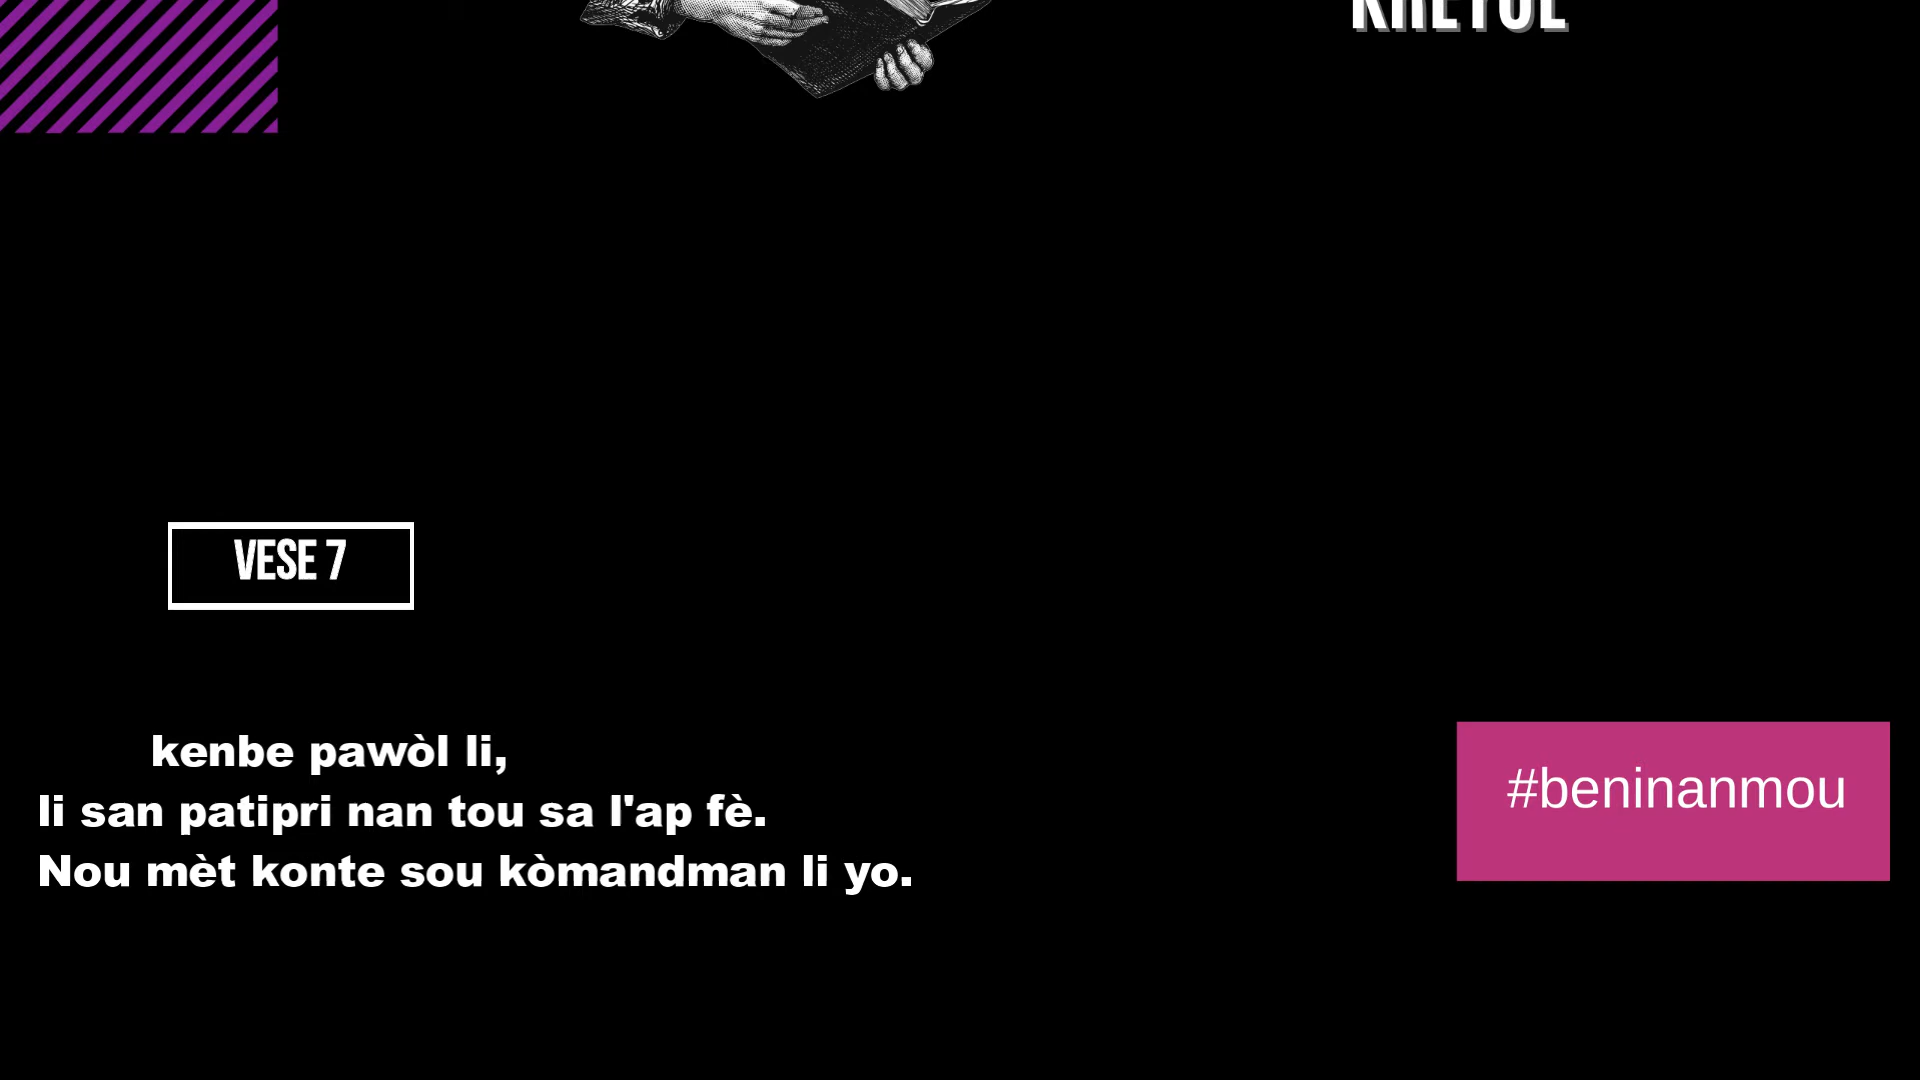 VESE 7
kenbe pawòl li,
li san patipri nan tou sa l'ap fè.
Nou mèt konte sou kòmandman li yo.
#beninanmou